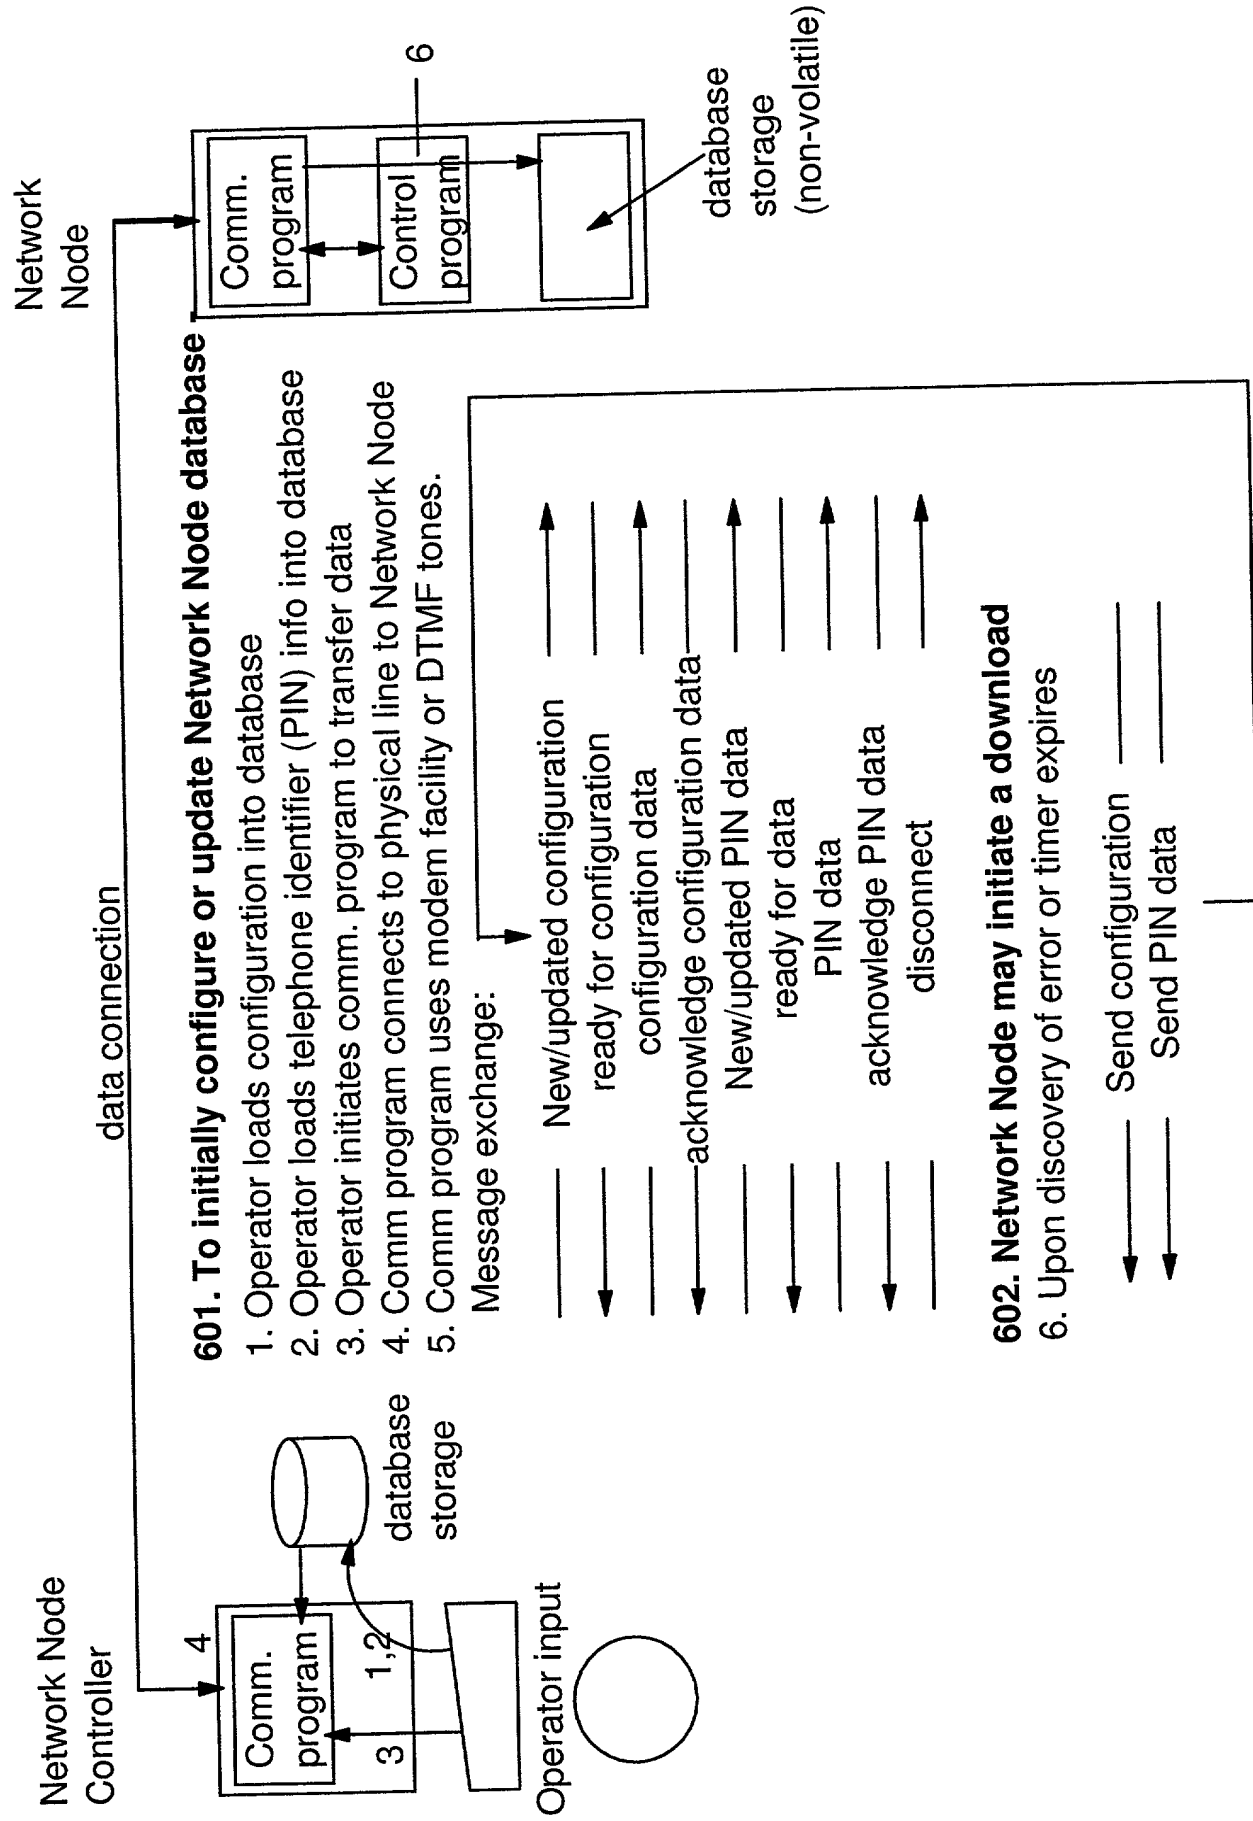 Network Node
Controller
4
Comm.
program
3
1,2
Operator input
database
storage
data connection
Network
Node
Comm.
program
Control
program
6
database
storage
(non-volatile)
601. To initially configure or update Network Node database
1. Operator loads configuration into database
2. Operator loads telephone identifier (PIN) info into database
3. Operator initiates comm. program to transfer data
4. Comm program connects to physical line to Network Node
5. Comm program uses modem facility or DTMF tones.
Message exchange:
New/updated configuration
ready for configuration
configuration data
acknowledge configuration data
New/updated PIN data
ready for data
PIN data
acknowledge PIN data
disconnect
602. Network Node may initiate a download
6. Upon discovery of error or timer expires
Send configuration
Send PIN data